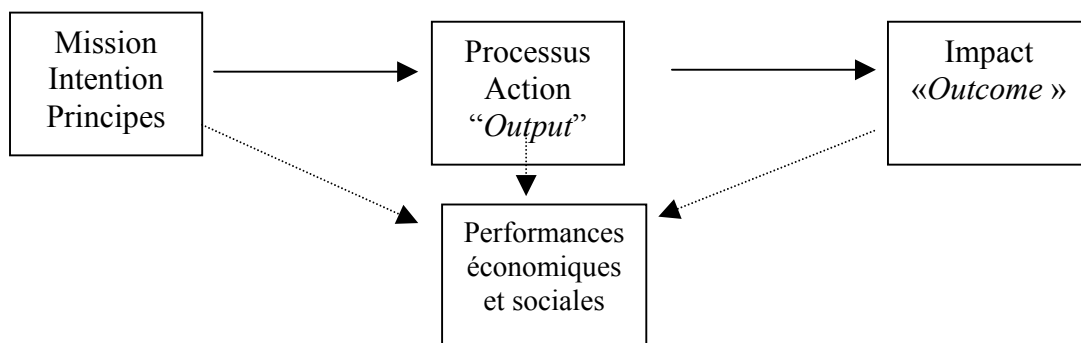 Mission
Intention
Principes
Processus
Action
“Output”
Impact
«Outcome »
Performances
économiques
et sociales